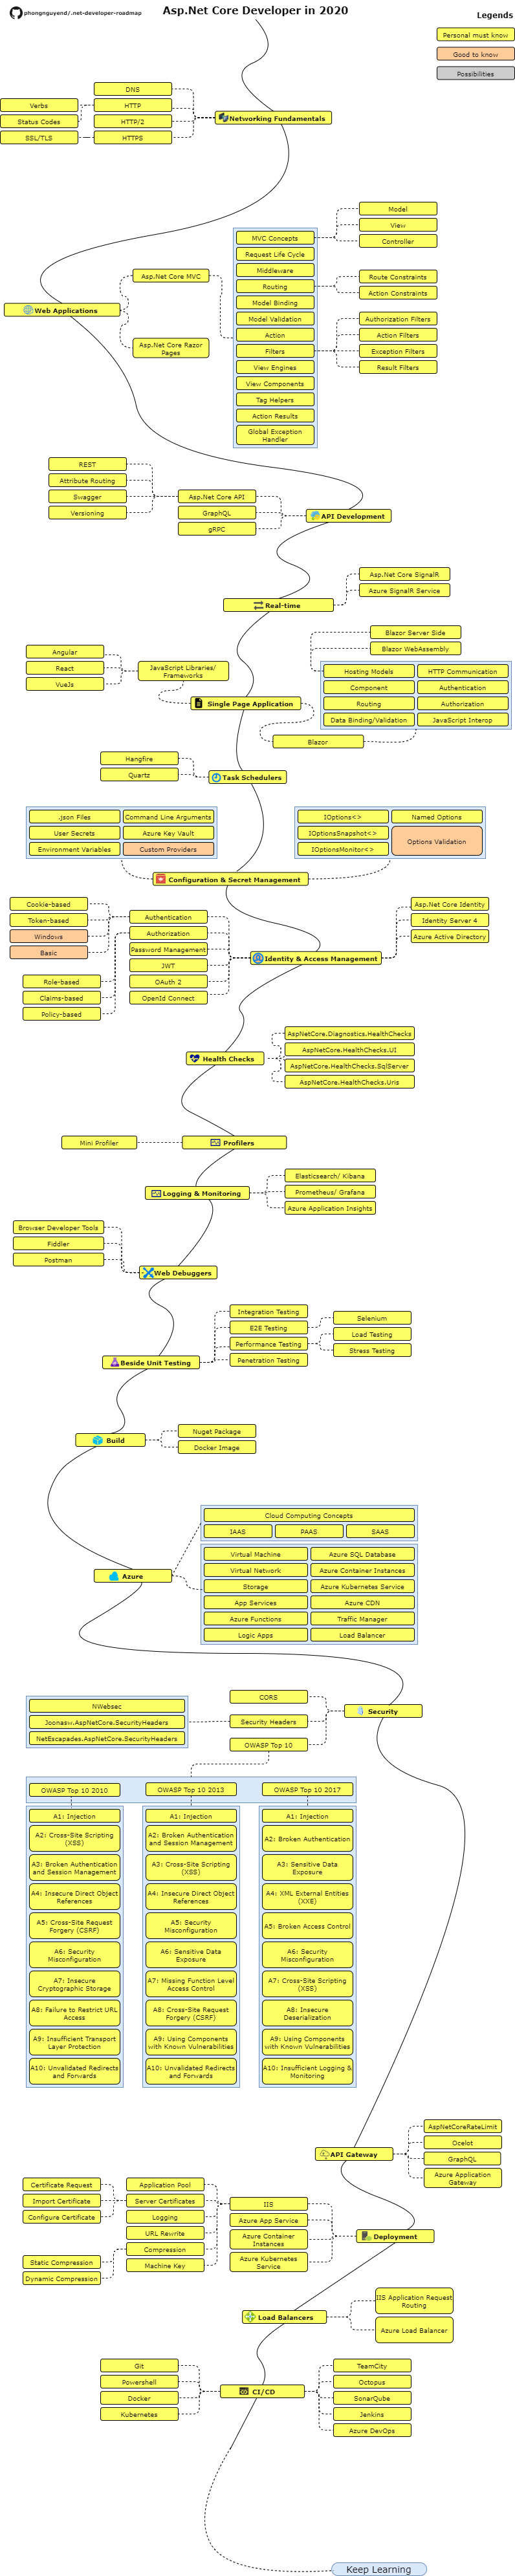 phongnguyend/.net-developer-roadmap
Asp.Net Core Developer in 2020
Legends
Personal must know
Good to know
Possibilities
DNS
HTTP
HTTP/2
HTTPS
Verbs
Status Codes
SSL/TLS
Networking Fundamentals
Web Applications
Asp.Net Core MVC
Asp.Net Core Razor
Pages
MVC Concepts
Request Life Cycle
Middleware
Routing
Model Binding
Model Validation
Action
Filters
View Engines
View Components
Tag Helpers
Action Results
Global Exception
Handler
Model
View
Controller
Route Constraints
Action Constraints
Authorization Filters
Action Filters
Exception Filters
Result Filters
REST
Attribute Routing
Swagger
Versioning
Asp.Net Core API
GraphQL
gRPC
API Development
Real-time
Asp.Net Core SignalR
Azure SignalR Service
Angular
React
VueJs
JavaScript Libraries/
Frameworks
Single Page Application
Blazor Server Side
Blazor WebAssembly
Hosting Models
HTTP Communication
Component
Authentication
Routing
Authorization
Data Binding/Validation
JavaScript Interop
Blazor
Hangfire
Quartz
Task Schedulers
.json Files
Command Line Arguments
User Secrets
Azure Key Vault
Environment Variables
Custom Providers
IOptions<>
Named Options
IOptionsSnapshot<>
IOptionsMonitor<>
Options Validation
Configuration & Secret Management
Cookie-based
Token-based
Windows
Basic
Role-based
Claims-based
Policy-based
Authentication
Authorization
Password Management
JWT
OAuth 2
OpenId Connect
Identity & Access Management
Asp.Net Core Identity
Identity Server 4
Azure Active Directory
Health Checks
AspNetCore.Diagnostics.HealthChecks
AspNetCore.HealthChecks.UI
AspNetCore.HealthChecks.SqlServer
AspNetCore.HealthChecks.Uris
Mini Profiler
Profilers
Logging & Monitoring
Elasticsearch/ Kibana
Prometheus/ Grafana
Azure Application Insights
Browser Developer Tools
Fiddler
Postman
Web Debuggers
Beside Unit Testing
Integration Testing
E2E Testing
Performance Testing
Penetration Testing
Selenium
Load Testing
Stress Testing
Build
Nuget Package
Docker Image
Azure
Cloud Computing Concepts
IAAS
PAAS
SAAS
Virtual Machine
Azure SQL Database
Virtual Network
Azure Container Instances
Storage
Azure Kubernetes Service
App Services
Azure CDN
Azure Functions
Traffic Manager
Logic Apps
Load Balancer
Security
CORS
Security Headers
OWASP Top 10
NWebsec
Joonasw.AspNetCore.SecurityHeaders
NetEscapades.AspNetCore.SecurityHeaders
OWASP Top 10 2010
OWASP Top 10 2013
OWASP Top 10 2017
A1: Injection
A2: Cross-Site Scripting
(XSS)
A3: Broken Authentication
and Session Management
A4: Insecure Direct Object
References
A5: Cross-Site Request
Forgery (CSRF)
A6: Security
Misconfiguration
A7: Insecure
Cryptographic Storage
A8: Failure to Restrict URL
Access
A9: Insufficient Transport
Layer Protection
A10: Unvalidated Redirects
and Forwards
A1: Injection
A2: Broken Authentication
and Session Management
A3: Cross-Site Scripting
(XSS)
A4: Insecure Direct Object
References
A5: Security
Misconfiguration
A6: Sensitive Data
Exposure
A7: Missing Function Level
Access Control
A8: Cross-Site Request
Forgery (CSRF)
A9: Using Components
with Known Vulnerabilities
A10: Unvalidated Redirects
and Forwards
A1: Injection
A2: Broken Authentication
A3: Sensitive Data
Exposure
A4: XML External Entities
(XXE)
A5: Broken Access Control
A6: Security
Misconfiguration
A7: Cross-Site Scripting
(XSS)
A8: Insecure
Deserialization
A9: Using Components
with Known Vulnerabilities
A10: Insufficient Logging &
Monitoring
API Gateway
AspNetCoreRateLimit
Ocelot
GraphQL
Azure Application
Gateway
Certificate Request
Import Certificate
Configure Certificate
Static Compression
Dynamic Compression
Application Pool
Server Certificates
Logging
URL Rewrite
Compression
Machine Key
IIS
Azure App Service
Azure Container
Instances
Azure Kubernetes
Service
Deployment
Load Balancers
IIS Application Request
Routing
Azure Load Balancer
Git
Powershell
Docker
Kubernetes
CI/CD
TeamCity
Octopus
SonarQube
Jenkins
Azure DevOps
Keep Learning